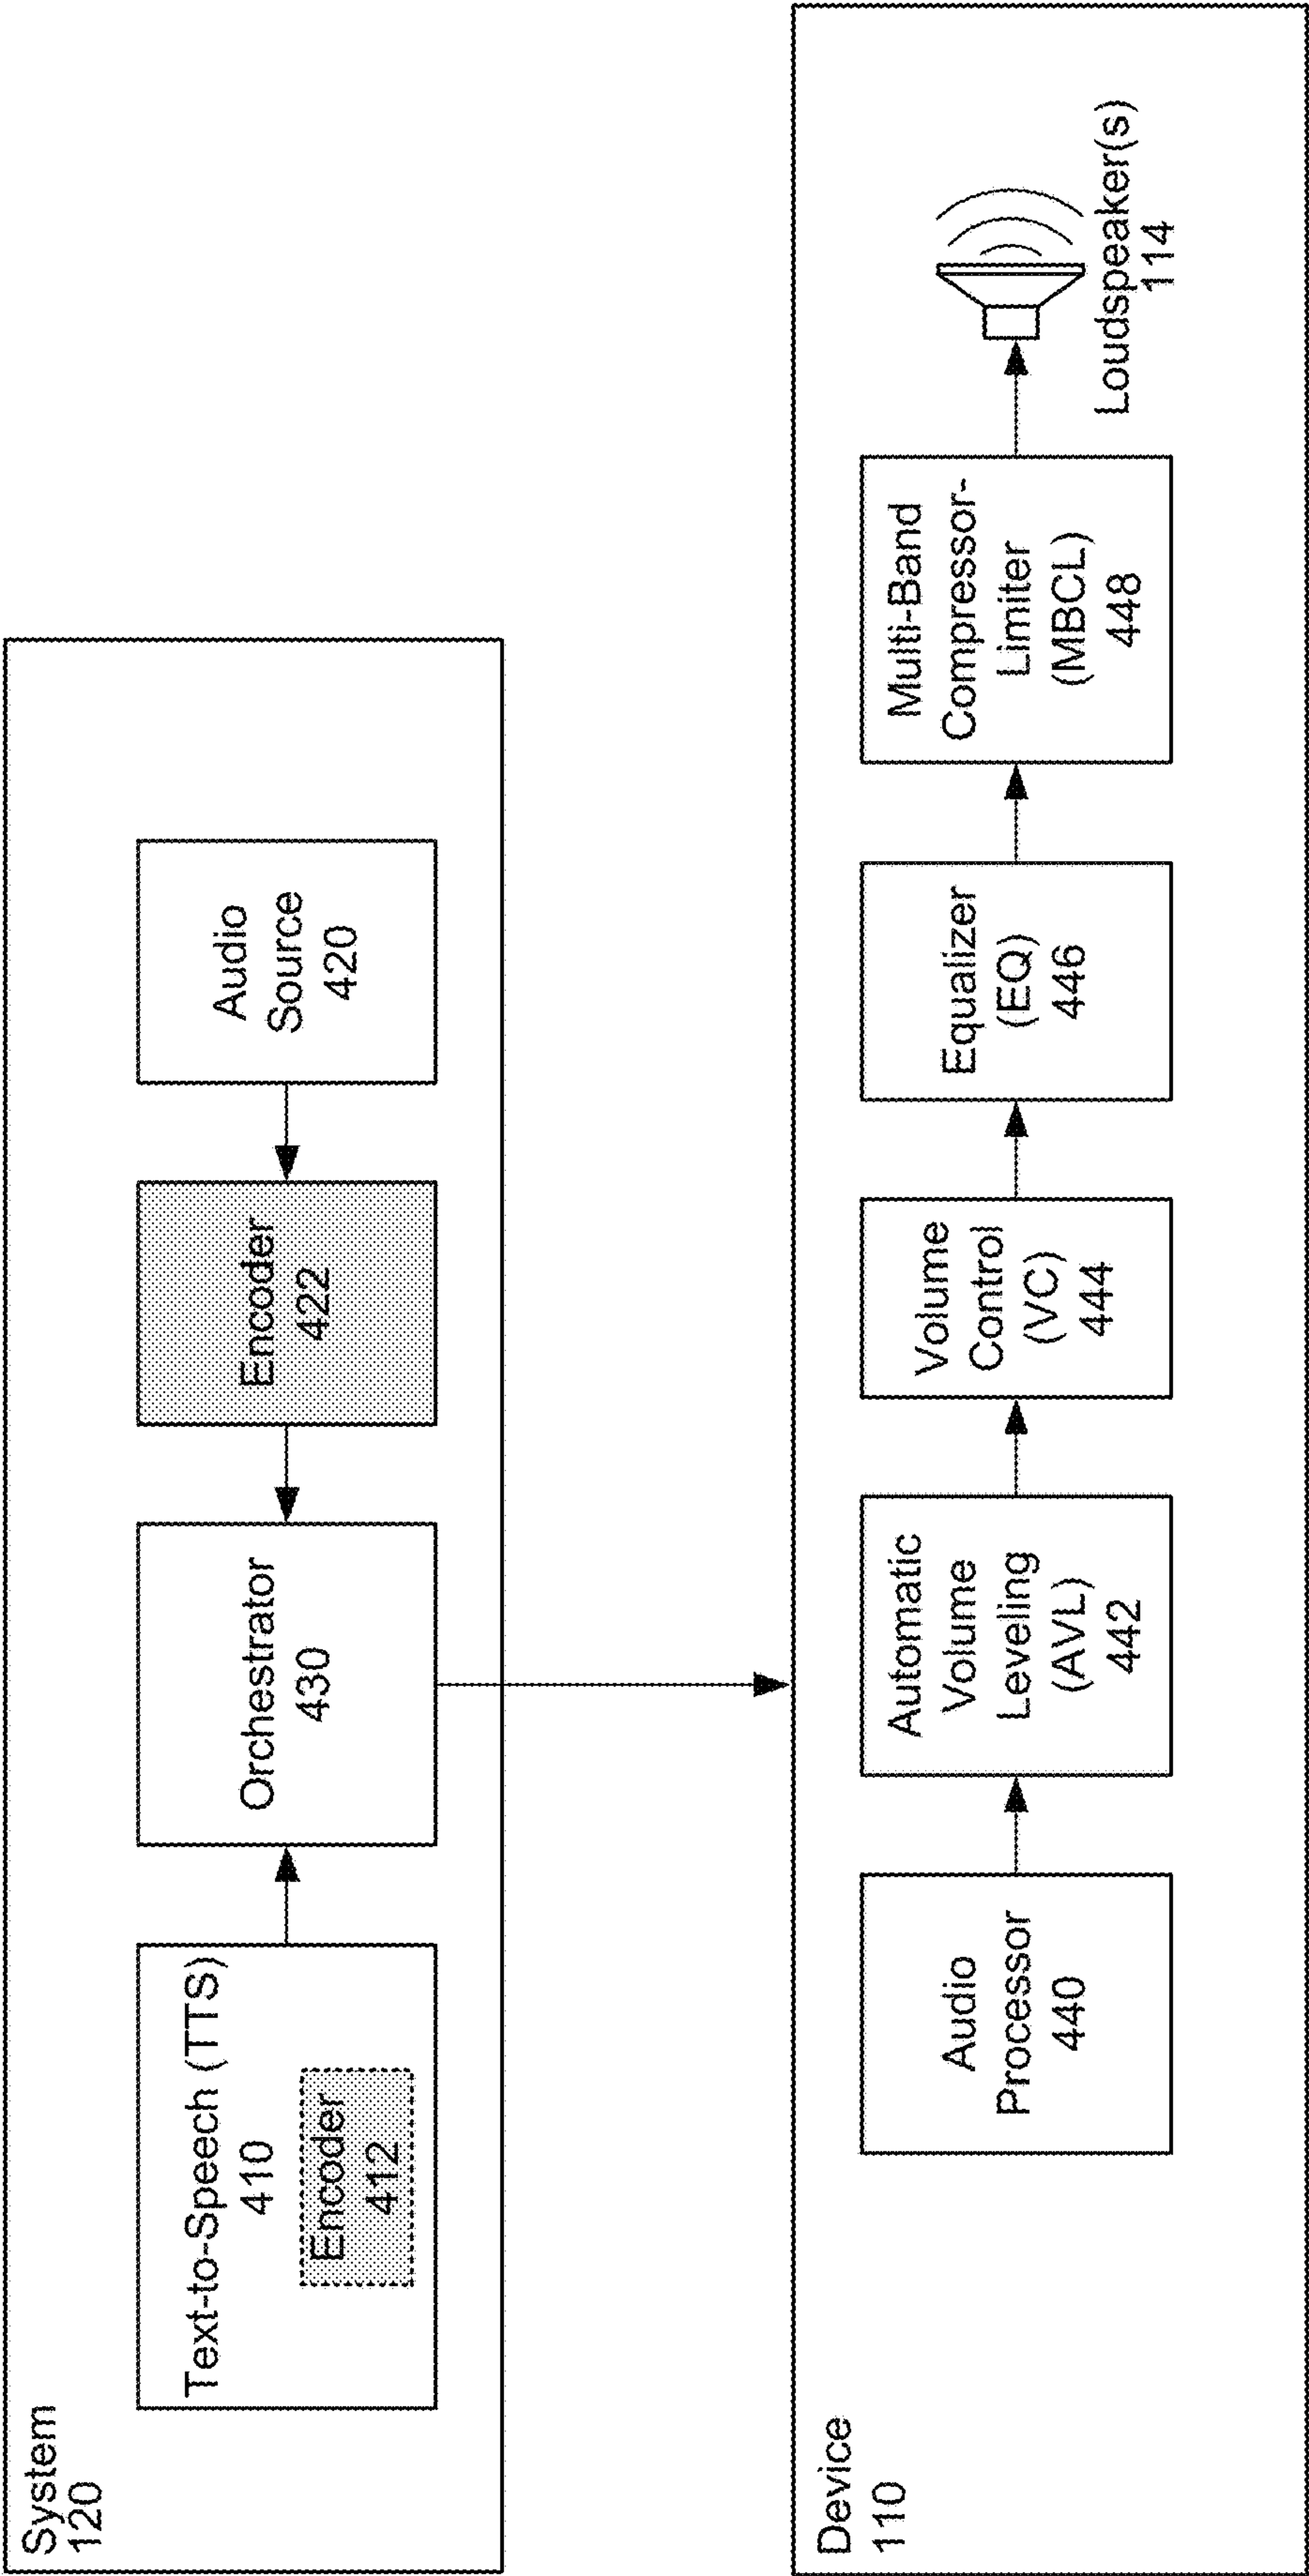 System
120
Text-to-Speech (TTS)
410
Encoder
412
Orchestrator
430
Encoder
422
Audio
Source
420
Device
110
Audio
Processor
440
Automatic
Volume
Leveling
(AVL)
442
Volume
Control
(VC)
444
Equalizer
(EQ)
446
Multi-Band
Compressor-
Limiter
(MBCL)
448
Loudspeaker(s)
114